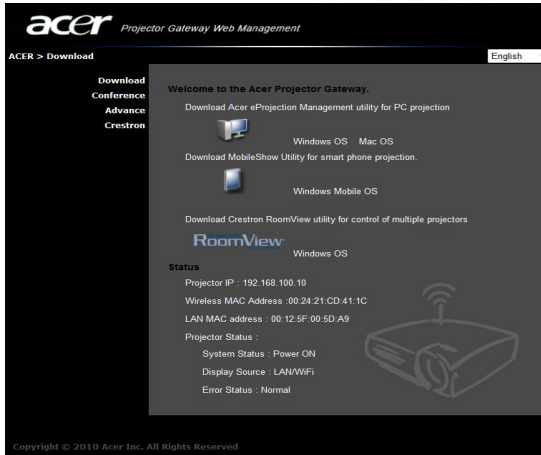 acer Projector Gateway Web Management
ACER > Download
English
Download
Conference
Advance
Crestron
Welcome to the Acer Projector Gateway.
Download Acer eProjection Management utility for PC projection
Windows OS Mac OS
Download MobileShow Utility for smart phone projection.
Windows Mobile OS
Download Crestron RoomView utility for control of multiple projectors
RoomView
Windows OS
Status
Projector IP : 192.168.100.10
Wireless MAC Address :00:24:21:CD:41:1C
LAN MAC address : 00:12:5F:00:5D:A9
Projector Status :
System Status : Power ON
Display Source : LAN/WiFi
Error Status : Normal
Copyright © 2010 Acer Inc. All Rights Reserved